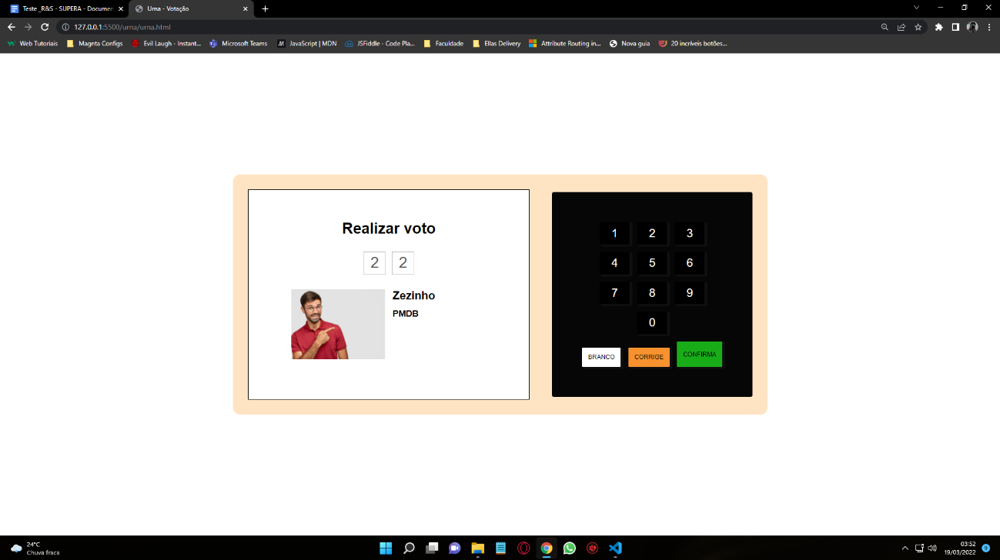 Teste _R&S - SUPERA - Documen
Urna - Votação
127.0.0.1:5500/urna/urna.html
Web Tutoriais
Magnta Configs
Evil Laugh - Instant...
Microsoft Teams
JavaScript | MDN
JSFiddle - Code Pla...
Faculdade
Ellas Delivery
Attribute Routing in...
Nova guia
20 incríveis botões...
Realizar voto
2 2
Zezinho
PMDB
1 2 3
4 5 6
7 8 9
0
BRANCO CORRIGE CONFIRMA
24°C
Chuva fraca
03:52
19/03/2022
9